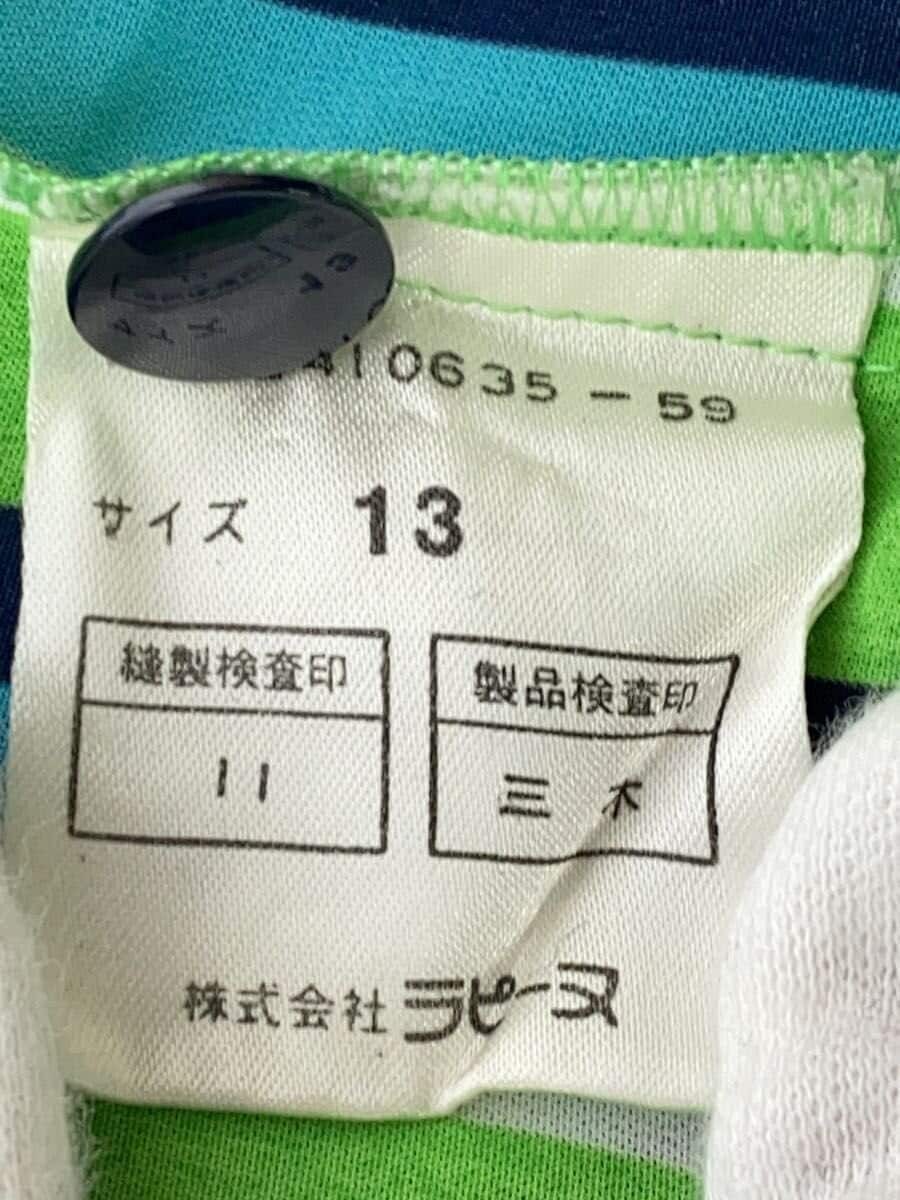 410635-59
サイズ 13
縫製検査印 製品検査印
11 三木
株式会社ラピーヌ